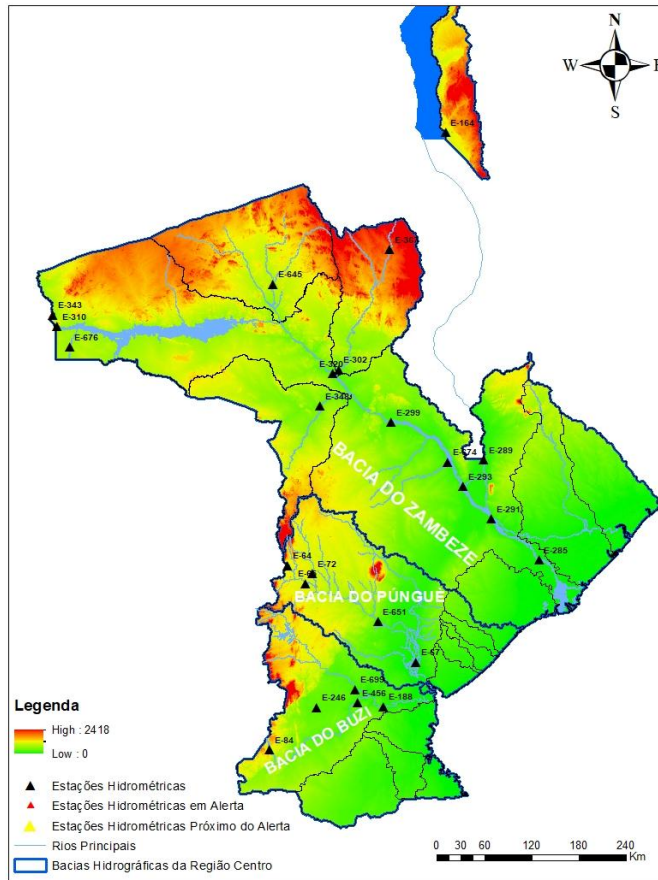 N
W
E
S
E-164
E-645
E-343
E-310
E-676
E-302
E-320
E-348
E-299
E-289
E-293
E-291
E-285
BACIA DO ZAMBEZE
E-64
E-72
BACIA DO PÚNGUE
E-651
E-67
E-699
E-456
E-188
E-246
BACIA DO BUZI
E-84
Legenda
High : 2418
Low : 0
Estações Hidrométricas
Estações Hidrométricas em Alerta
Estações Hidrométricas Próximo do Alerta
Rios Principais
Bacias Hidrográficas da Região Centro
0 15 30 60 120 180 240
Km